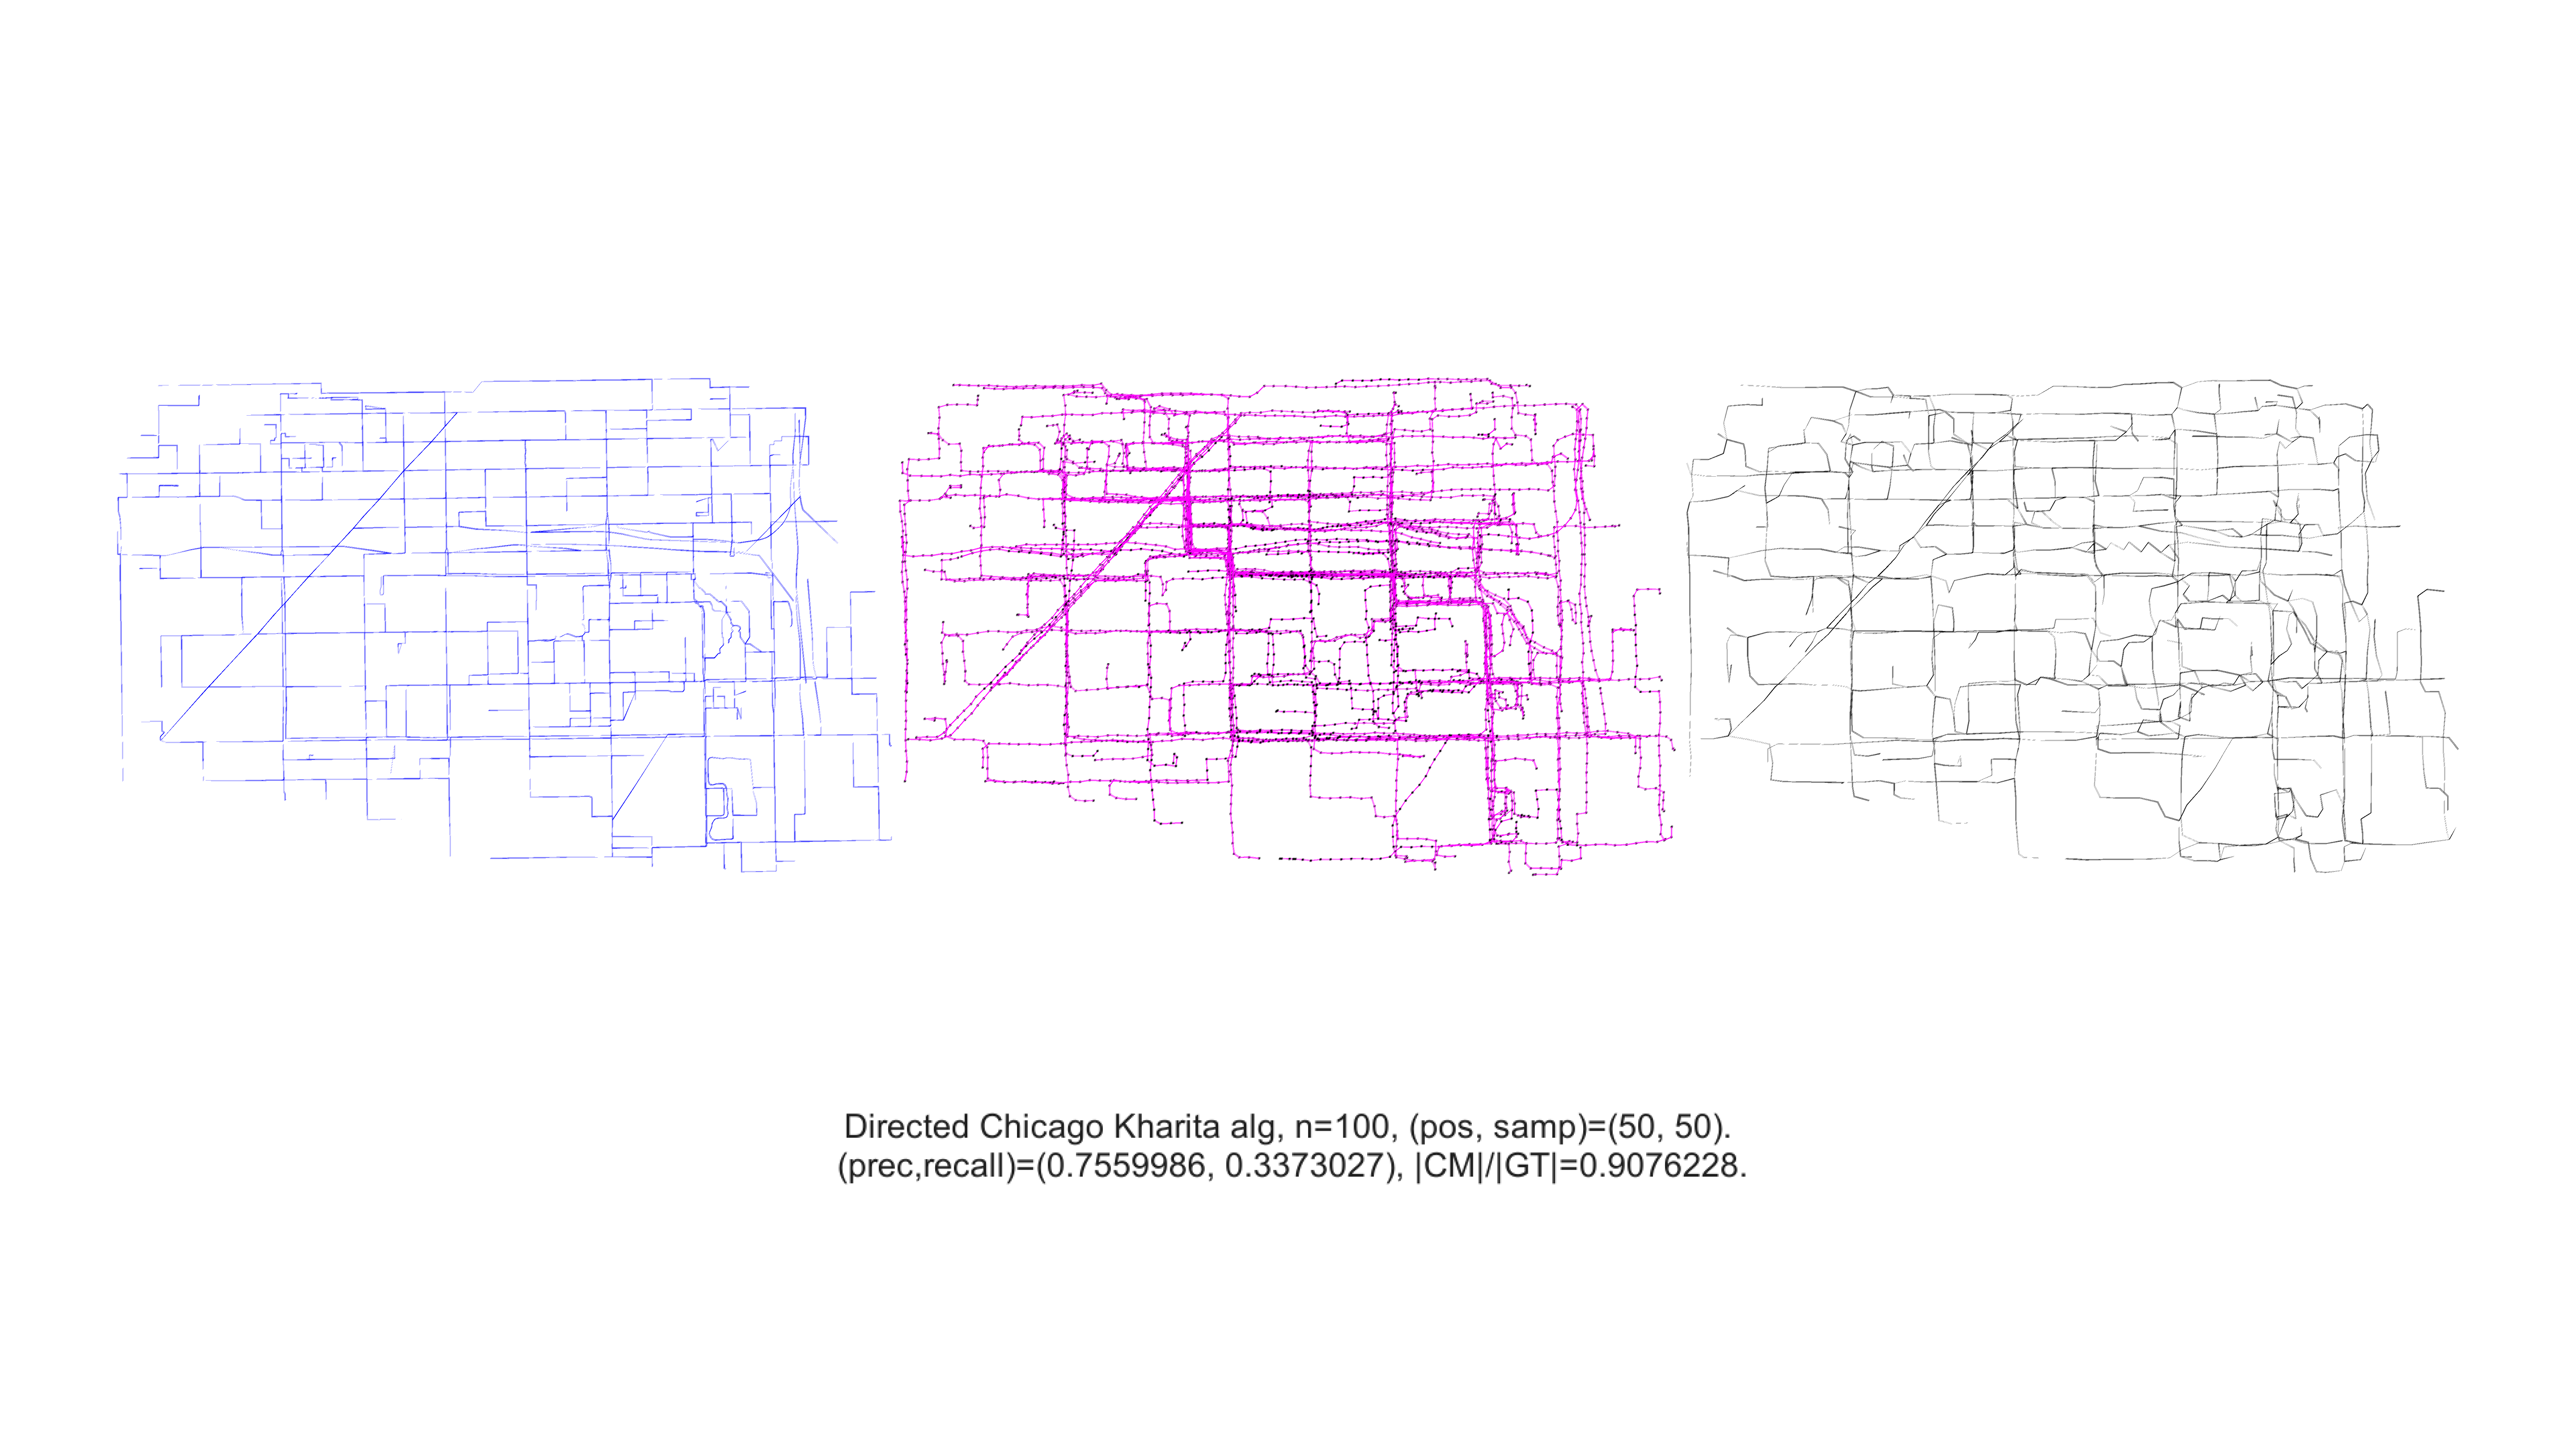 Directed Chicago Kharita alg, n=100, (pos, samp)=(50, 50).
(prec,recall)=(0.7559986, 0.3373027), |CM|/|GT|=0.9076228.